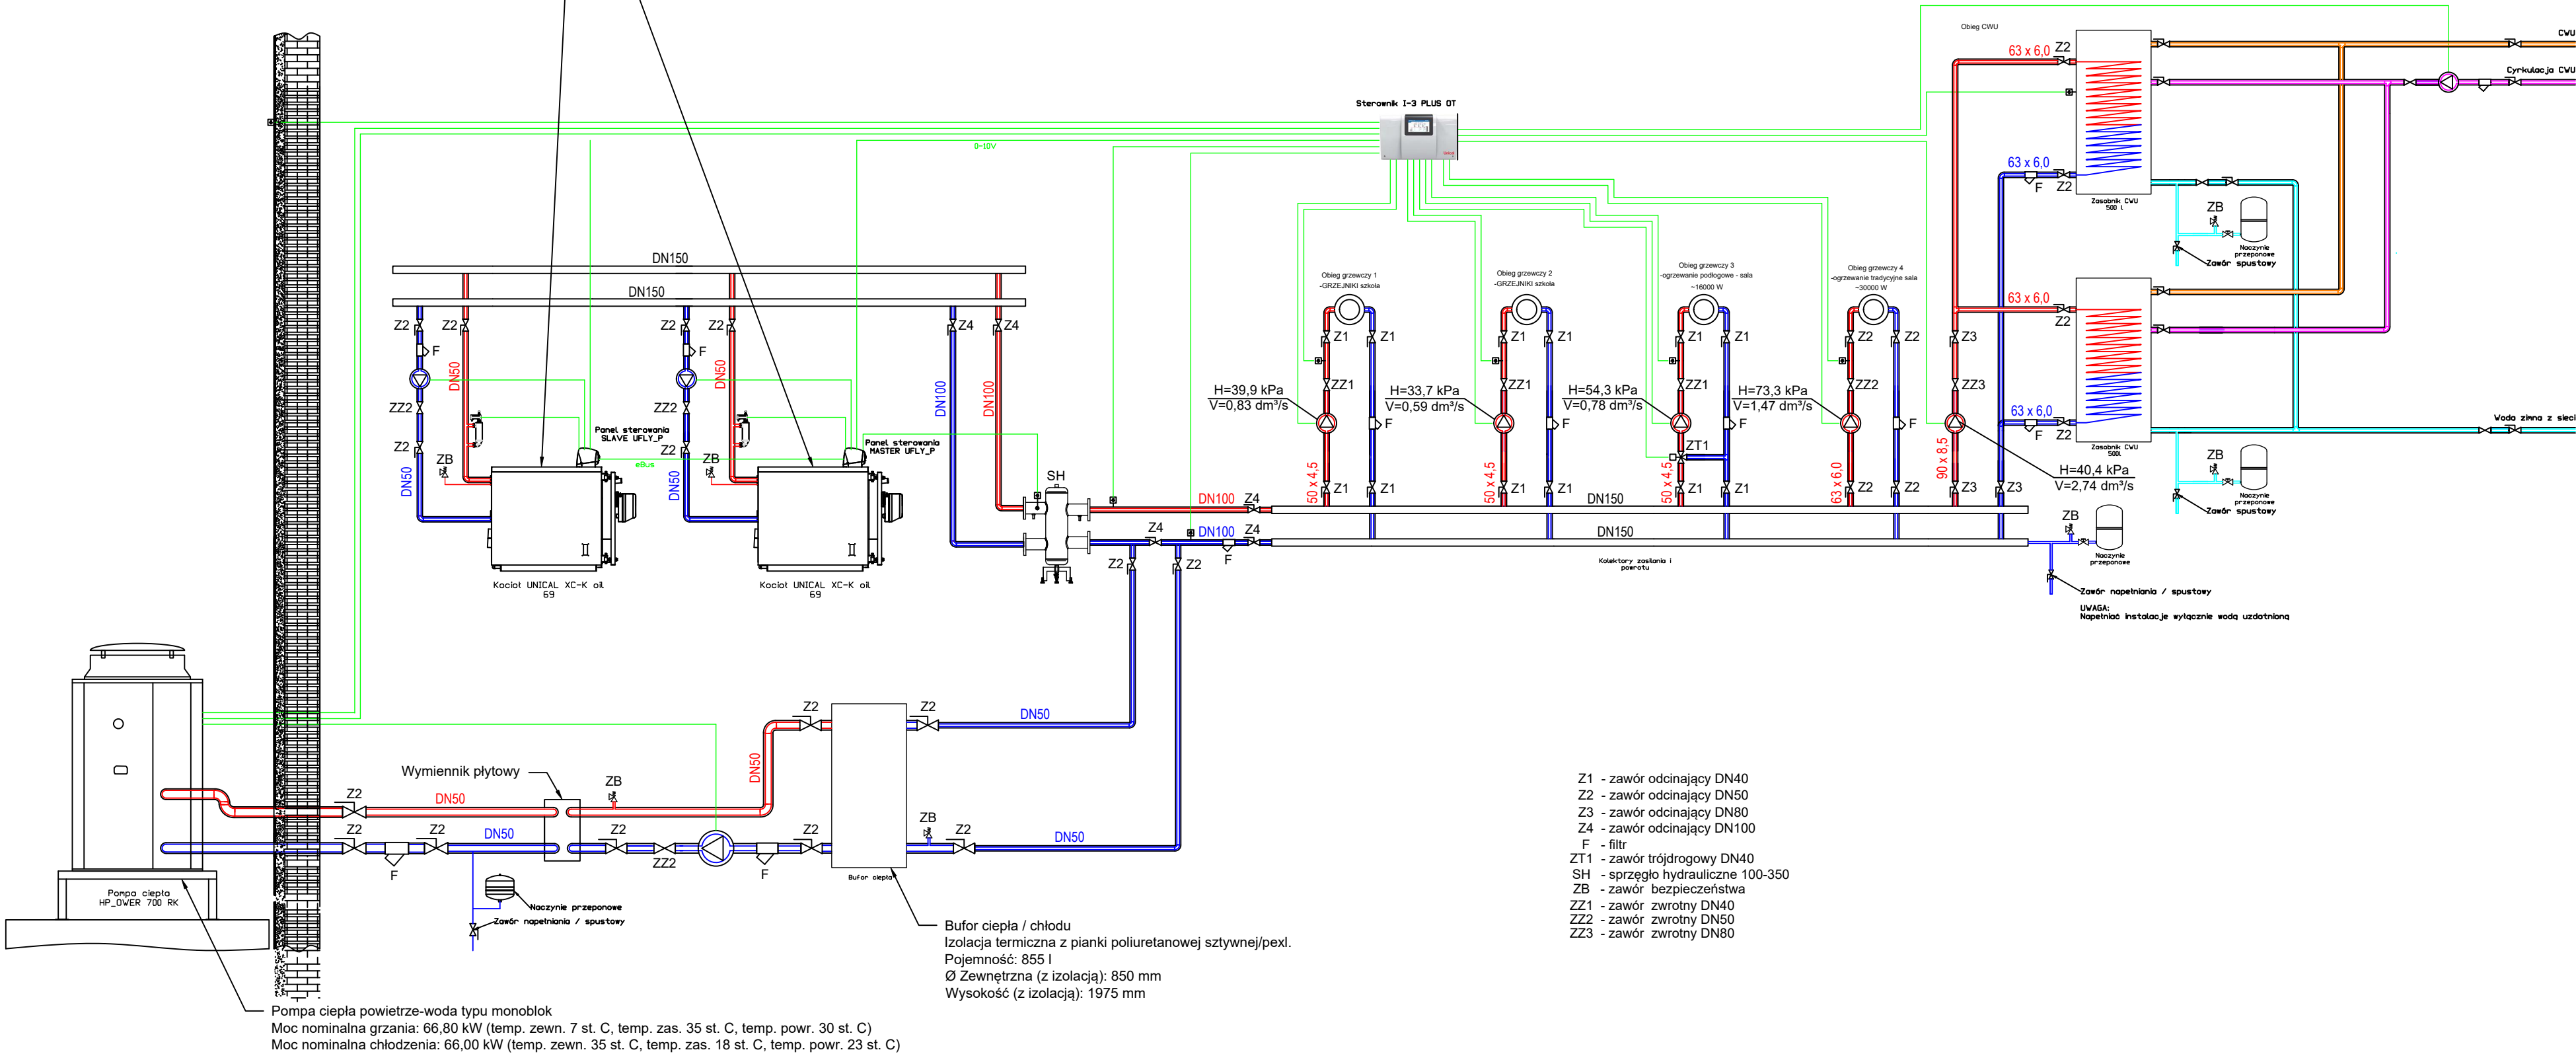 Obieg CWU
CWU
63 x 6,0
Z2
Cyrkulacja CWU
Sterownik I-3 PLUS OT
0-10V
63 x 6,0
F
Z2
Zasobnik CWU
500 l
ZB
Naczynie
przeponowe
Zawór spustowy
DN150
DN150
Obieg grzewczy 1
-GRZEJNIKI szkoła
Obieg grzewczy 2
-GRZEJNIKI szkoła
Obieg grzewczy 3
-ogrzewanie podłogowe - sala
~16000 W
Obieg grzewczy 4
-ogrzewanie tradycyjne sala
~30000 W
63 x 6,0
Z2
Z2
Z2
Z2
Z2
Z4
Z4
Z1
Z1
Z1
Z1
Z1
Z1
Z2
Z2
Z3
F
F
DN50
DN50
DN100
DN100
ZZ2
ZZ2
H=39,9 kPa
V=0,83 dm³/s
ZZ1
H=33,7 kPa
V=0,59 dm³/s
ZZ1
H=54,3 kPa
V=0,78 dm³/s
ZZ1
H=73,3 kPa
V=1,47 dm³/s
ZZ2
ZZ3
F
F
F
F
63 x 6,0
F
Z2
Woda zimna z sieci
Panel sterowania
SLAVE UFLY_P
Panel sterowania
MASTER UFLY_P
Z2
Z2
eBus
ZB
ZB
DN50
DN50
ZT1
Zasobnik CWU
500l
ZB
Naczynie
przeponowe
Zawór spustowy
H=40,4 kPa
V=2,74 dm³/s
SH
50 x 4,5
50 x 4,5
50 x 4,5
63 x 6,0
90 x 8,5
Z1
Z1
Z1
Z1
Z1
Z1
Z2
Z2
Z3
Z3
DN100
Z4
DN150
Z4
DN100
Z4
DN150
F
Z2
Z2
ZB
Naczynie
przeponowe
Kolektory zasilania i
powrotu
Zawór napełniania / spustowy
UWAGA:
Napełniać instalacje wyłącznie wodą uzdatnioną
Kocioł UNICAL XC-K oil
69
Kocioł UNICAL XC-K oil
69
Z2
Z2
DN50
DN50
Wymiennik płytowy
ZB
Z2
DN50
Z2
Z2
DN50
Z2
ZZ2
Z2
ZB
Z2
DN50
F
F
Bufor ciepła
Pompa ciepła
HP_OWER 700 RK
Naczynie przeponowe
Zawór napełniania / spustowy
Bufor ciepła / chłodu
Izolacja termiczna z pianki poliuretanowej sztywnej/pexl.
Pojemność: 855 l
Ø Zewnętrzna (z izolacją): 850 mm
Wysokość (z izolacją): 1975 mm
Pompa ciepła powietrze-woda typu monoblok
Moc nominalna grzania: 66,80 kW (temp. zewn. 7 st. C, temp. zas. 35 st. C, temp. powr. 30 st. C)
Moc nominalna chłodzenia: 66,00 kW (temp. zewn. 35 st. C, temp. zas. 18 st. C, temp. powr. 23 st. C)
Z1 - zawór odcinający DN40
Z2 - zawór odcinający DN50
Z3 - zawór odcinający DN80
Z4 - zawór odcinający DN100
F - filtr
ZT1 - zawór trójdrogowy DN40
SH - sprzęgło hydrauliczne 100-350
ZB - zawór bezpieczeństwa
ZZ1 - zawór zwrotny DN40
ZZ2 - zawór zwrotny DN50
ZZ3 - zawór zwrotny DN80